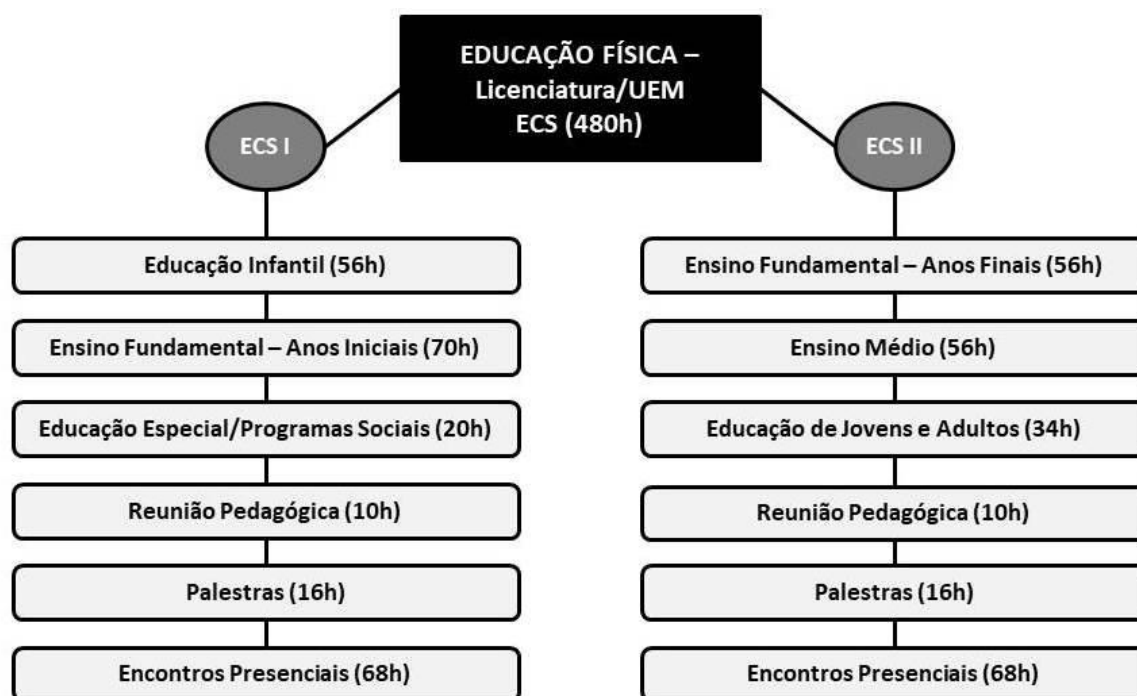 EDUCAÇÃO FÍSICA –
Licenciatura/UEM
ECS (480h)
ECS I
Educação Infantil (56h)
Ensino Fundamental – Anos Iniciais (70h)
Educação Especial/Programas Sociais (20h)
Reunião Pedagógica (10h)
Palestras (16h)
Encontros Presenciais (68h)
ECS II
Ensino Fundamental – Anos Finais (56h)
Ensino Médio (56h)
Educação de Jovens e Adultos (34h)
Reunião Pedagógica (10h)
Palestras (16h)
Encontros Presenciais (68h)